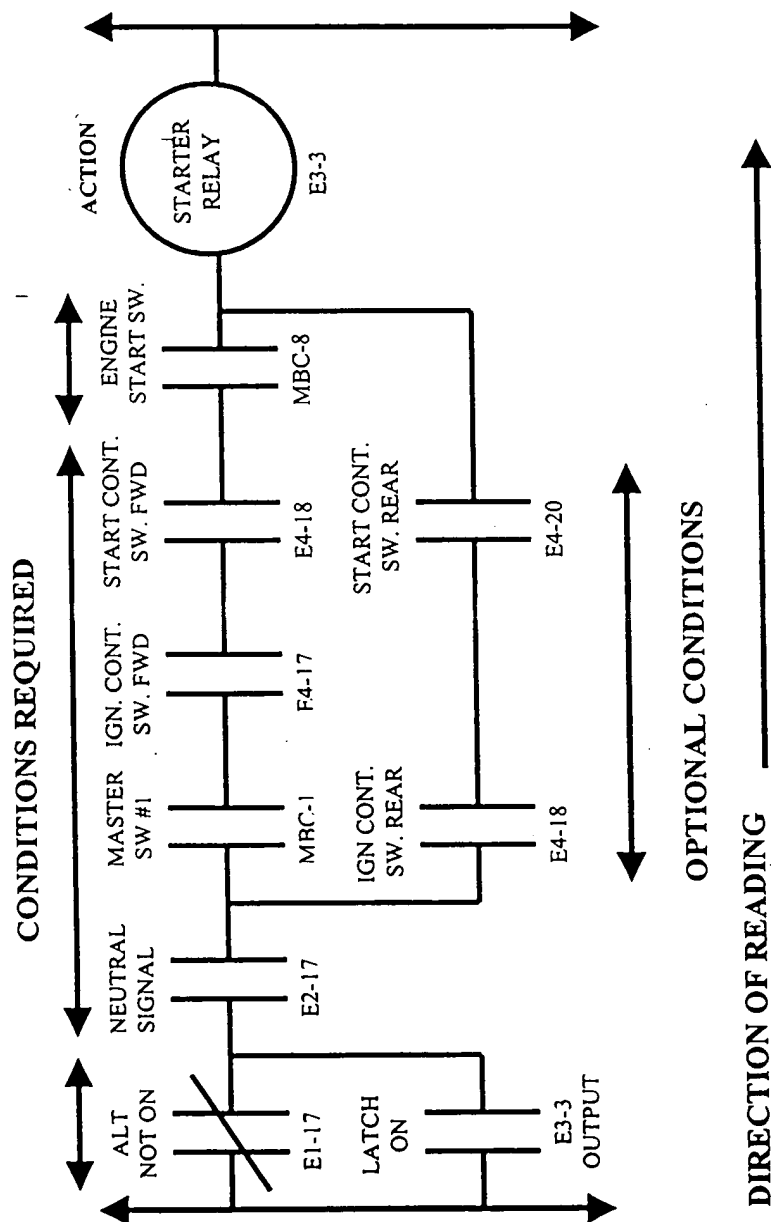 CONDITIONS REQUIRED
ACTION
ALT
NOT ON
NEUTRAL
SIGNAL
MASTER
SW #1
IGN. CONT.
SW. FWD
START CONT.
SW. FWD
ENGINE
START SW.
STARTER
RELAY
E1-17
E2-17
MBC-1
F4-17
E4-18
MBC-8
E3-3
LATCH
ON
IGN CONT.
SW. REAR
START CONT.
SW. REAR
E3-3
OUTPUT
E4-18
E4-20
OPTIONAL CONDITIONS
DIRECTION OF READING